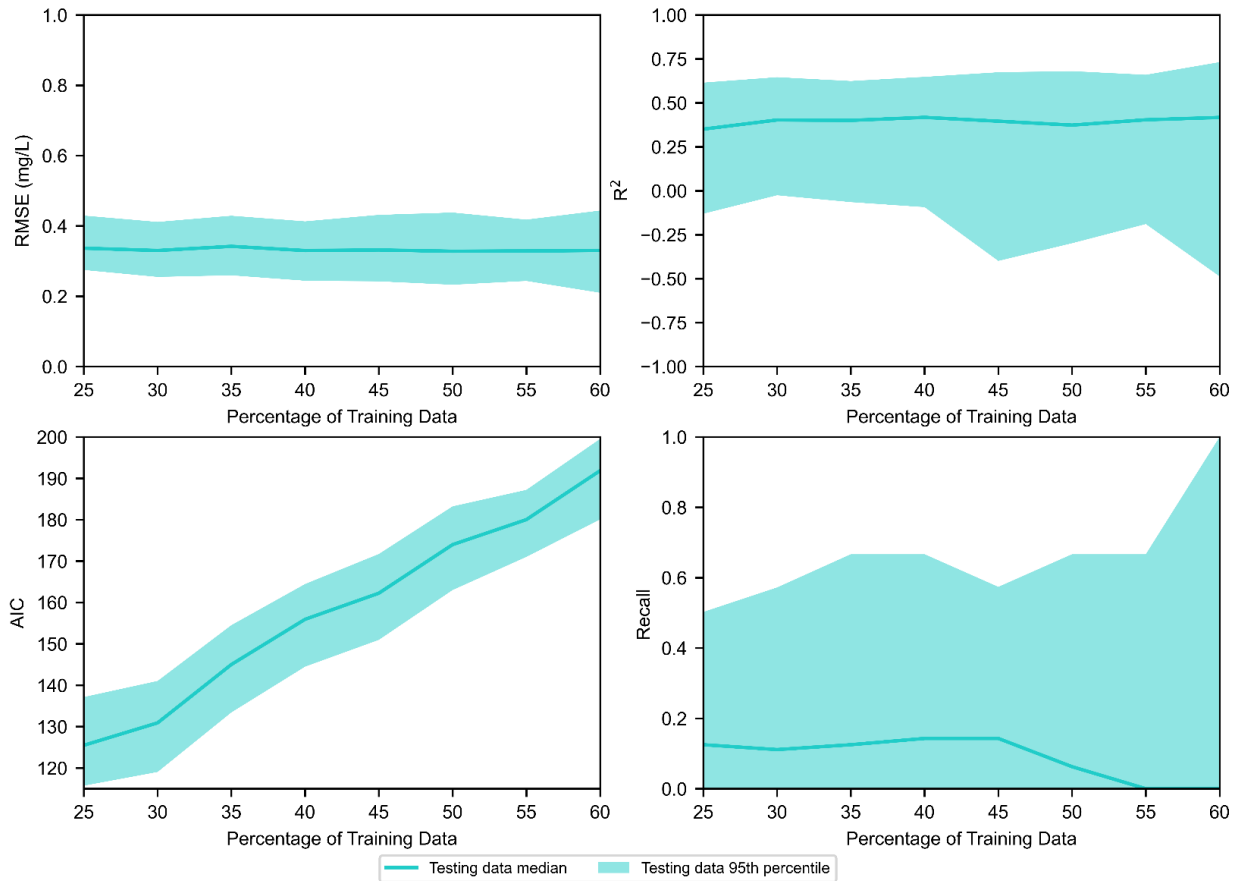 1.0
0.8
0.6
0.4
0.2
0.0
RMSE (mg/L)
25 30 35 40 45 50 55 60
Percentage of Training Data
1.00
0.75
0.50
0.25
0.00
−0.25
−0.50
−0.75
−1.00
R²
25 30 35 40 45 50 55 60
Percentage of Training Data
200
190
180
170
160
150
140
130
120
AIC
25 30 35 40 45 50 55 60
Percentage of Training Data
1.0
0.8
0.6
0.4
0.2
0.0
Recall
25 30 35 40 45 50 55 60
Percentage of Training Data
Testing data median Testing data 95th percentile